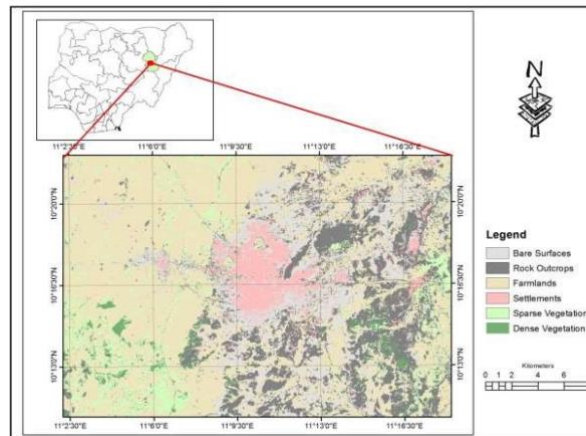 N
11°2'30"E 11°6'0"E 11°9'30"E 11°13'0"E 11°16'30"E
10°20'0"N 10°20'0"N
10°16'30"N 10°16'30"N
10°13'0"N 10°13'0"N
11°2'30"E 11°6'0"E 11°9'30"E 11°13'0"E 11°16'30"E
Legend
Bare Surfaces
Rock Outcrops
Farmlands
Settlements
Sparse Vegetation
Dense Vegetation
Kilometers
0 1 2 4 6